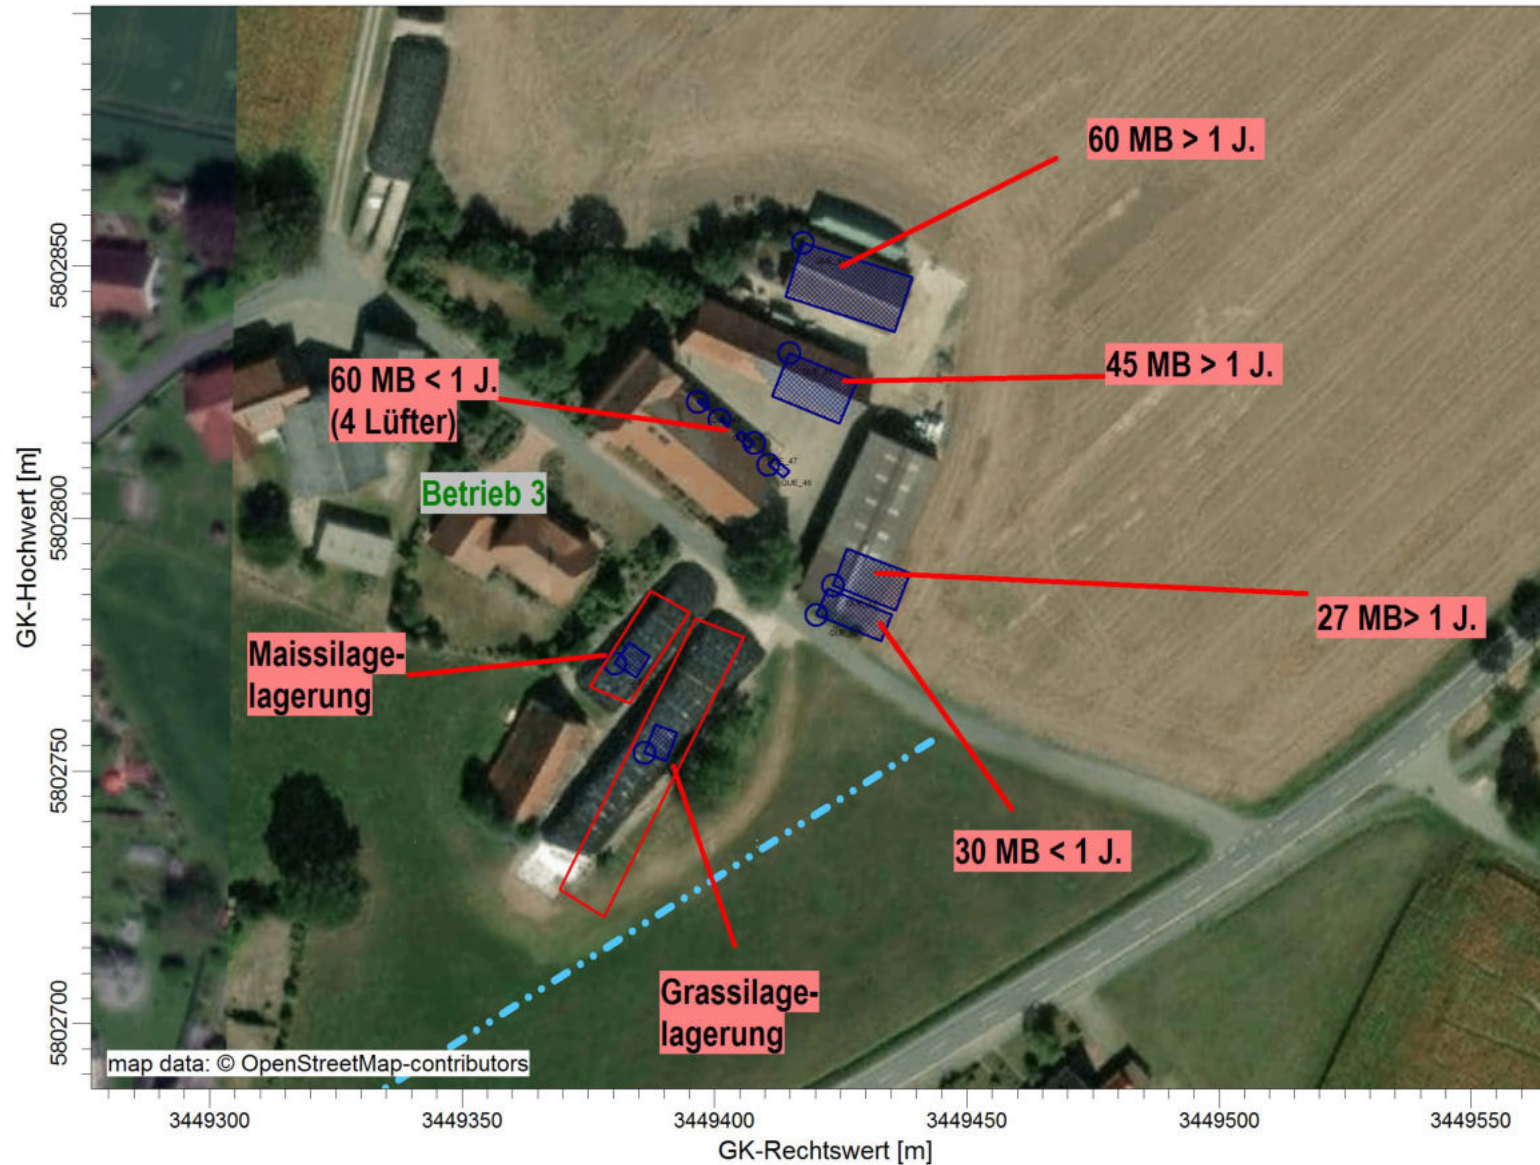 60 MB > 1 J.
45 MB > 1 J.
60 MB < 1 J.
(4 Lüfter)
Betrieb 3
27 MB> 1 J.
Maissilage-
lagerung
30 MB < 1 J.
Grassilage-
lagerung
map data: © OpenStreetMap-contributors
GK-Hochwert [m]
5802850
5802800
5802750
5802700
3449300
3449350
3449400
3449450
3449500
3449550
GK-Rechtswert [m]